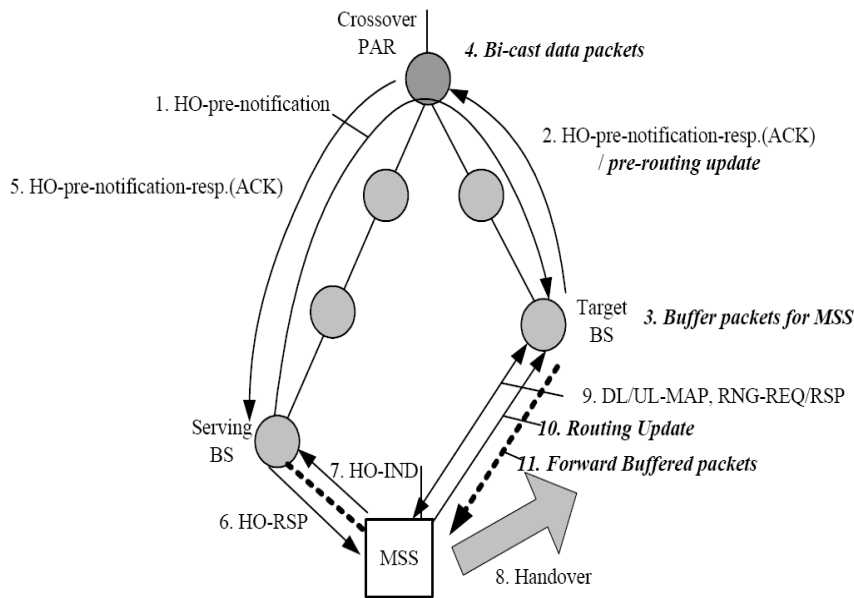 Crossover
PAR
4. Bi-cast data packets
1. HO-pre-notification
2. HO-pre-notification-resp.(ACK)
/ pre-routing update
5. HO-pre-notification-resp.(ACK)
Target
BS
3. Buffer packets for MSS
9. DL/UL-MAP, RNG-REQ/RSP
Serving
BS
10. Routing Update
7. HO-IND
11. Forward Buffered packets
6. HO-RSP
MSS
8. Handover